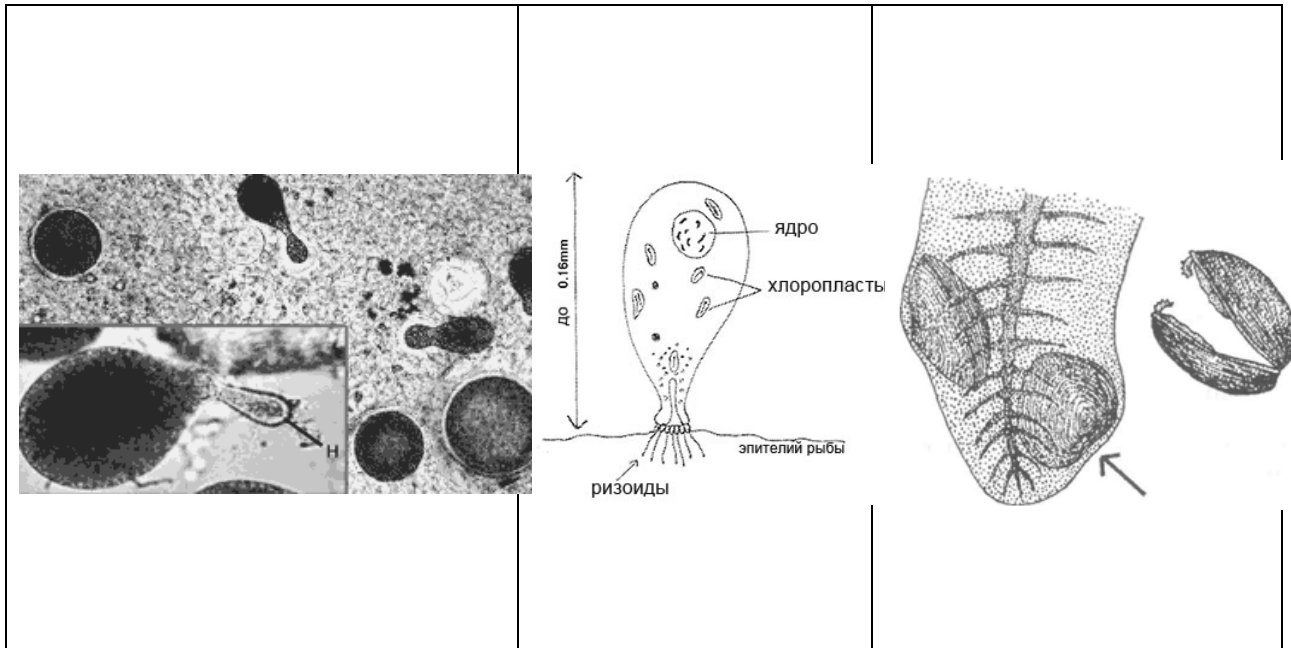 H
до 0.16mm
ядро
хлоропласты
эпителий рыбы
ризоиды